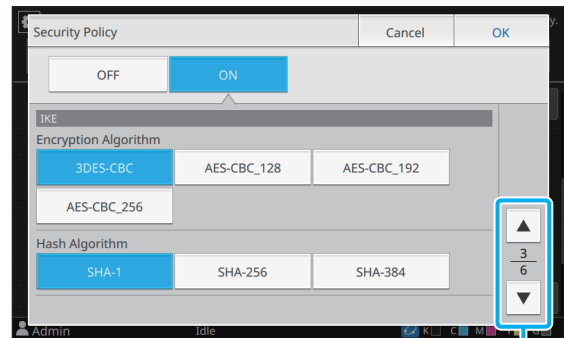 Security Policy Cancel OK
OFF ON
IKE
Encryption Algorithm
3DES-CBC AES-CBC_128 AES-CBC_192
AES-CBC_256
Hash Algorithm
SHA-1 SHA-256 SHA-384
3
6
Admin Idle K C M